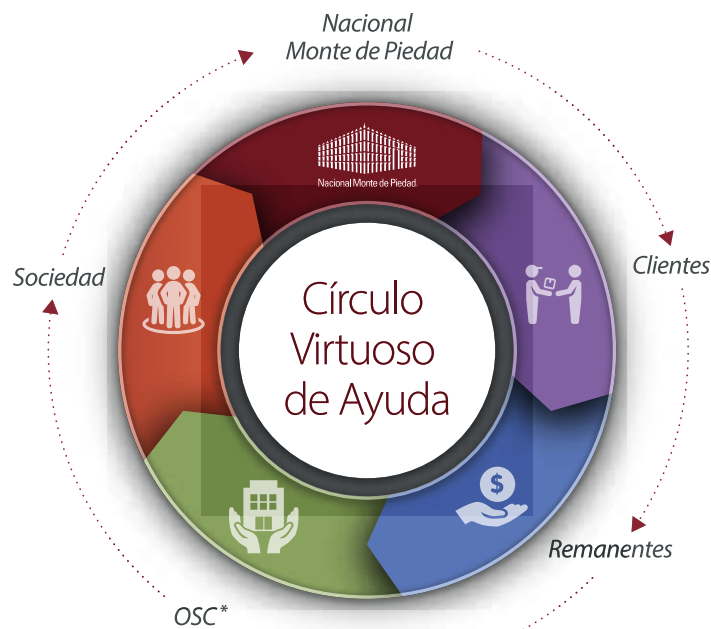 Nacional
Monte de Piedad
Nacional Monte de Piedad
Clientes
Sociedad
Círculo
Virtuoso
de Ayuda
Remanentes
OSC*
$